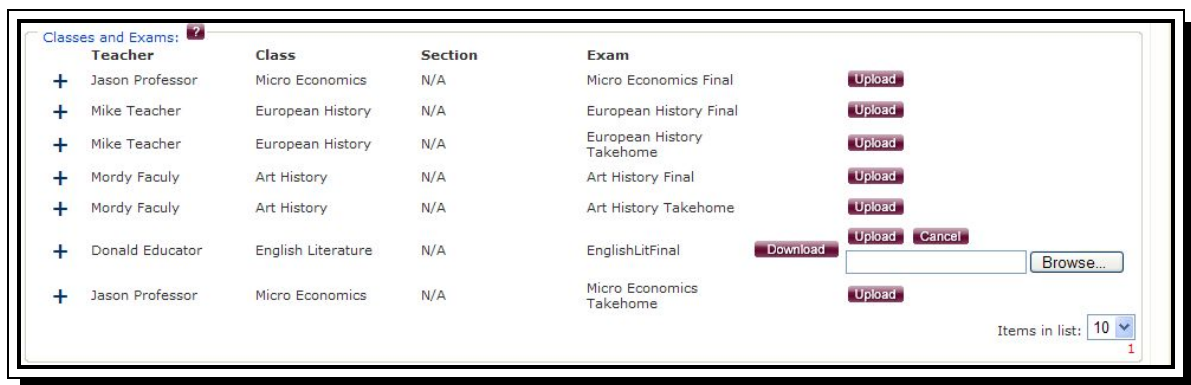 Classes and Exams: ?
Teacher Class Section Exam
+ Jason Professor Micro Economics N/A Micro Economics Final Upload
+ Mike Teacher European History N/A European History Final Upload
+ Mike Teacher European History N/A European History Takehome Upload
+ Mordy Faculy Art History N/A Art History Final Upload
+ Mordy Faculy Art History N/A Art History Takehome Upload
+ Donald Educator English Literature N/A EnglishLitFinal Download Upload Cancel
Browse...
+ Jason Professor Micro Economics N/A Micro Economics Takehome Upload
Items in list: 10
1